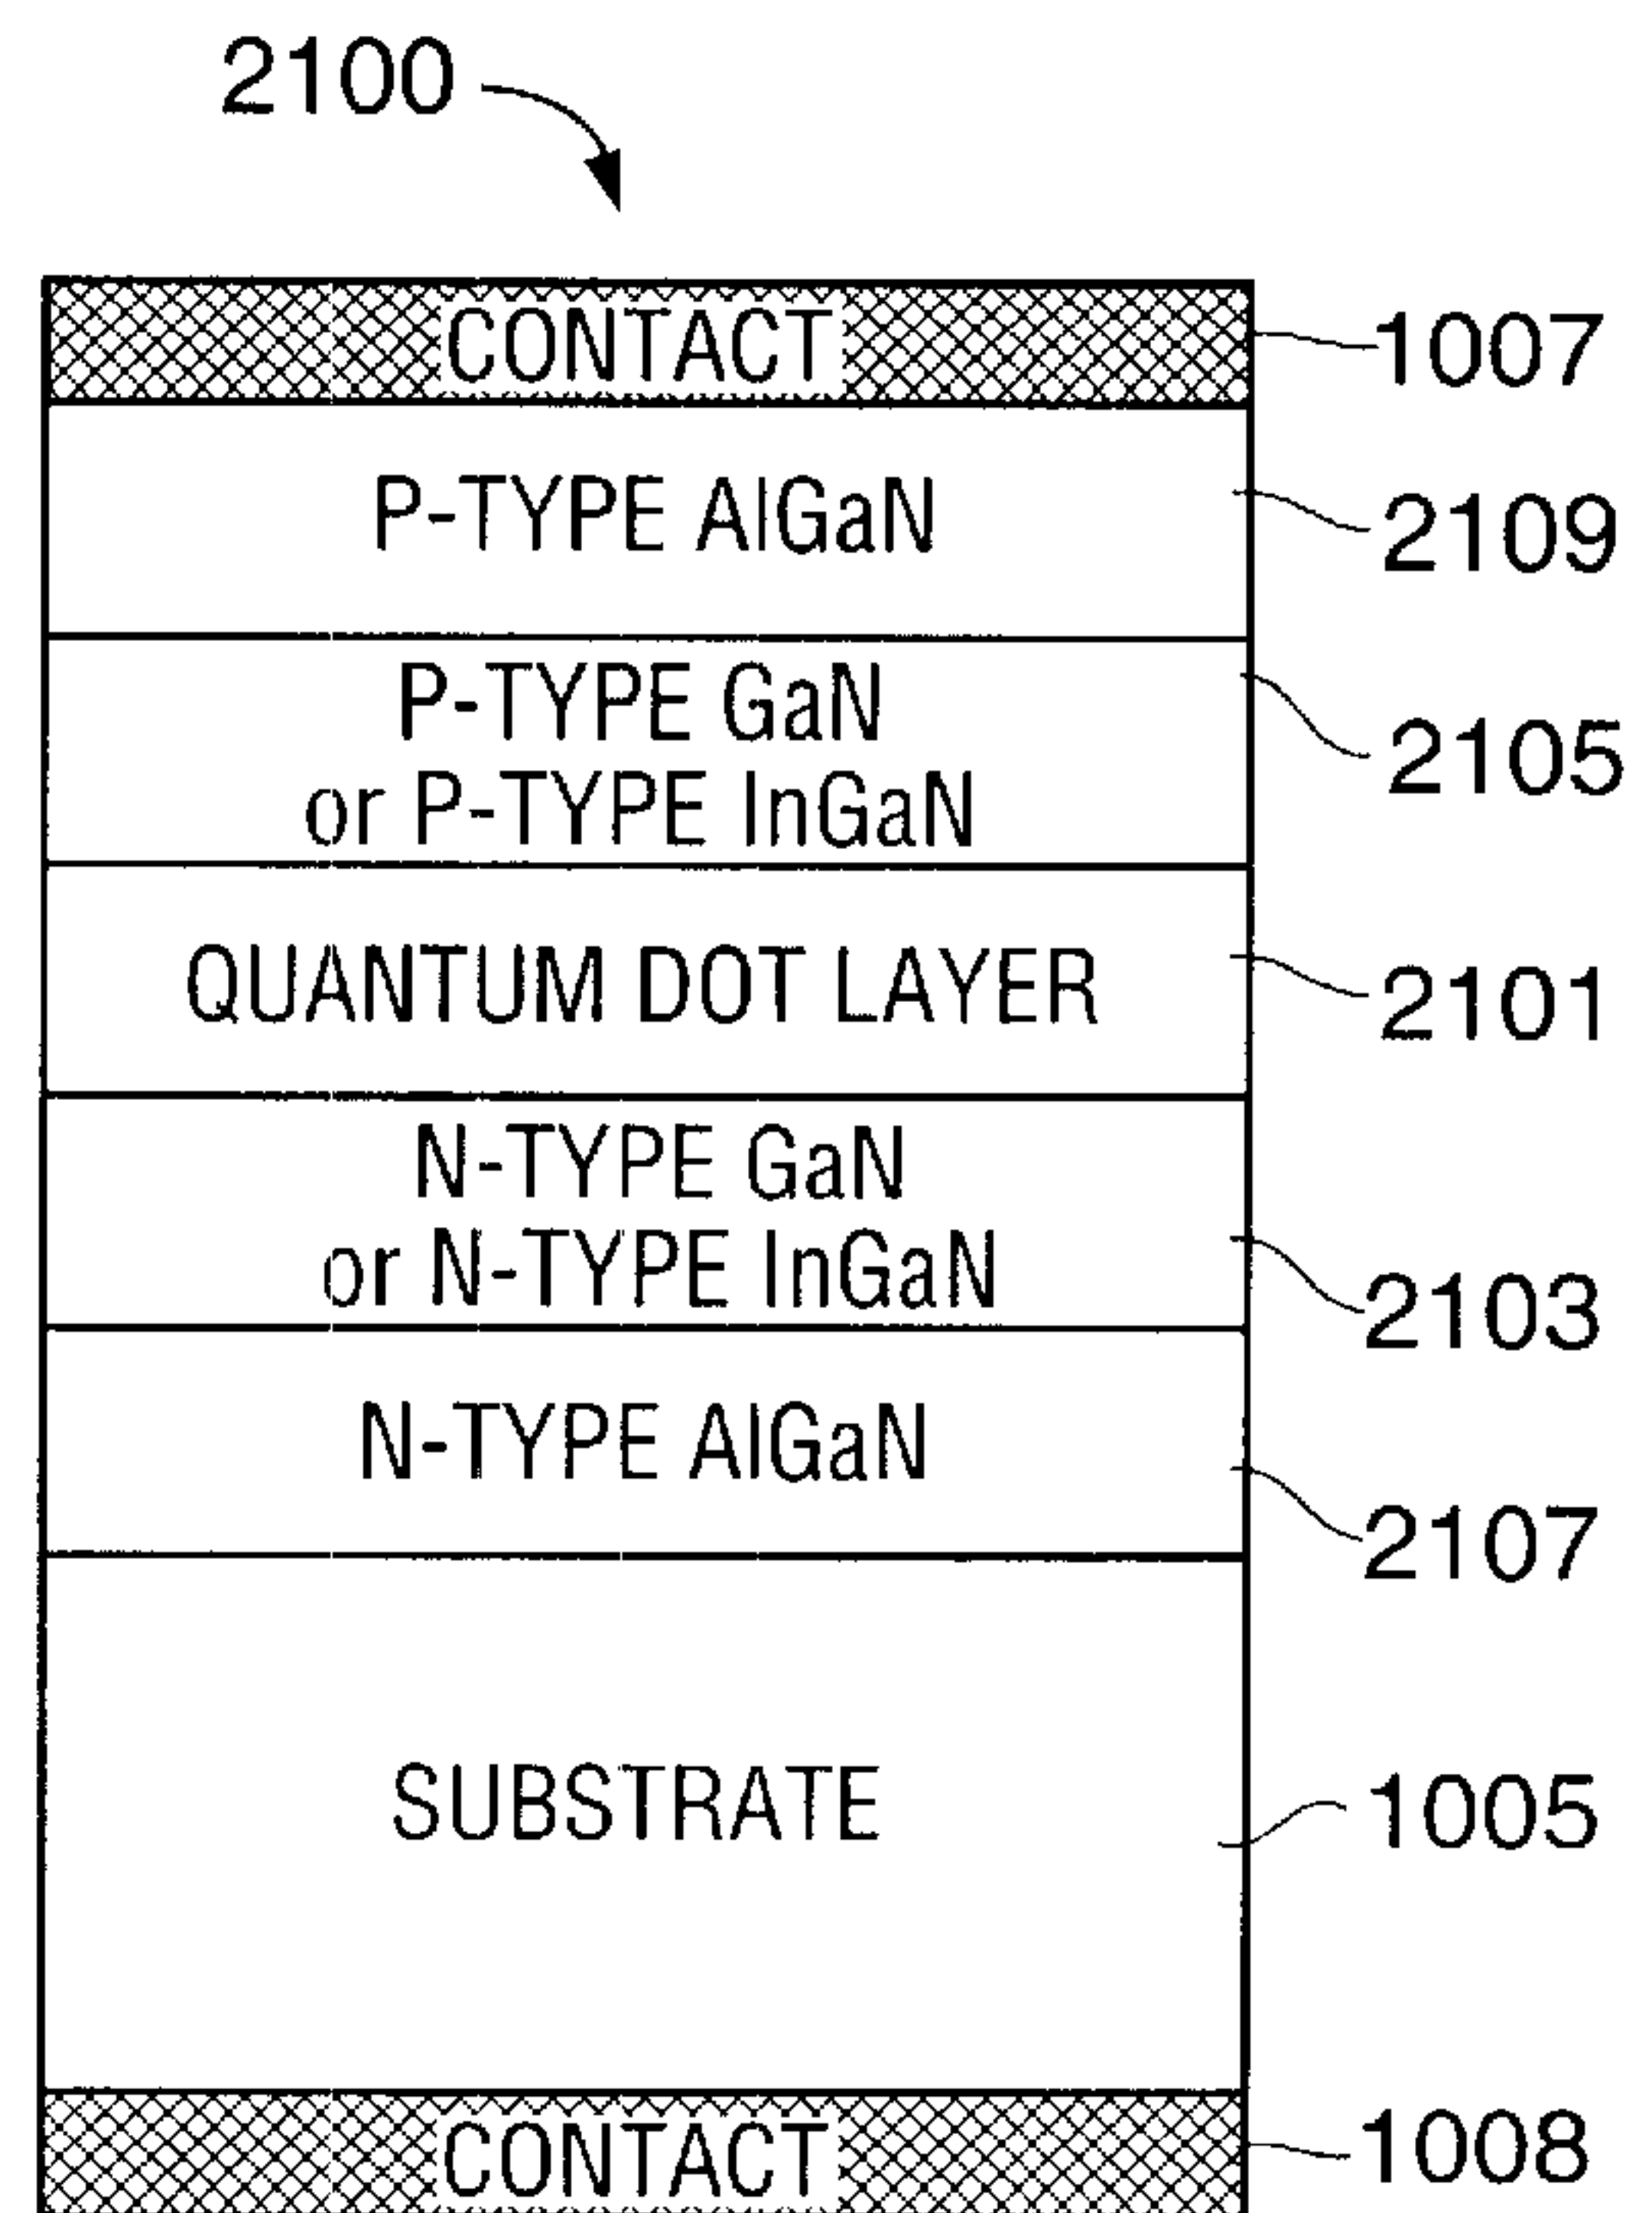 2100
CONTACT
1007
P-TYPE AlGaN
2109
P-TYPE GaN
or P-TYPE InGaN
2105
QUANTUM DOT LAYER
2101
N-TYPE GaN
or N-TYPE InGaN
2103
N-TYPE AlGaN
2107
SUBSTRATE
1005
CONTACT
1008